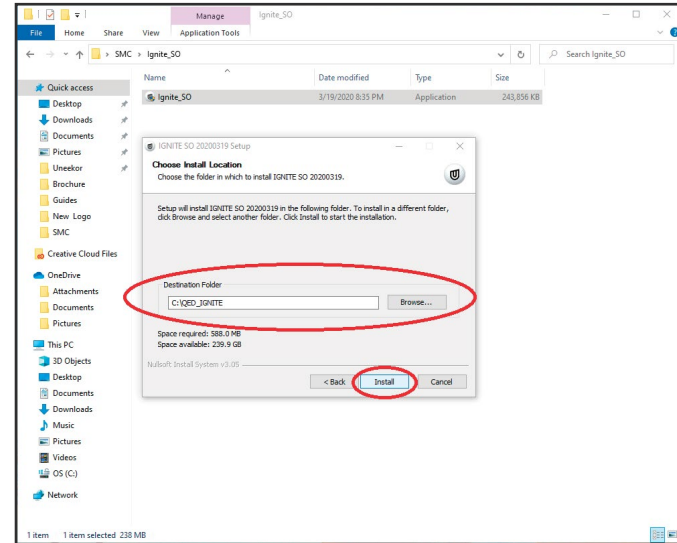 Manage
Ignite_SO
File
Home
Share
View
Application Tools
SMC > Ignite_SO
Search Ignite_SO
Name
Date modified
Type
Size
Ignite_SO
3/19/2020 8:35 PM
Application
243,856 KB
Quick access
Desktop
Downloads
Documents
Pictures
Uneekor
Brochure
Guides
New Logo
SMC
Creative Cloud Files
OneDrive
Attachments
Documents
Pictures
This PC
3D Objects
Desktop
Documents
Downloads
Music
Pictures
Videos
OS (C:)
Network
IGNITE SO 20200319 Setup
Choose Install Location
Choose the folder in which to install IGNITE SO 20200319.
Setup will install IGNITE SO 20200319 in the following folder. To install in a different folder,
click Browse and select another folder. Click Install to start the installation.
Destination Folder
C:\QED_IGNITE
Browse...
Space required: 588.0 MB
Space available: 239.9 GB
Nullsoft Install System v3.05
< Back
Install
Cancel
1 item
1 item selected 238 MB